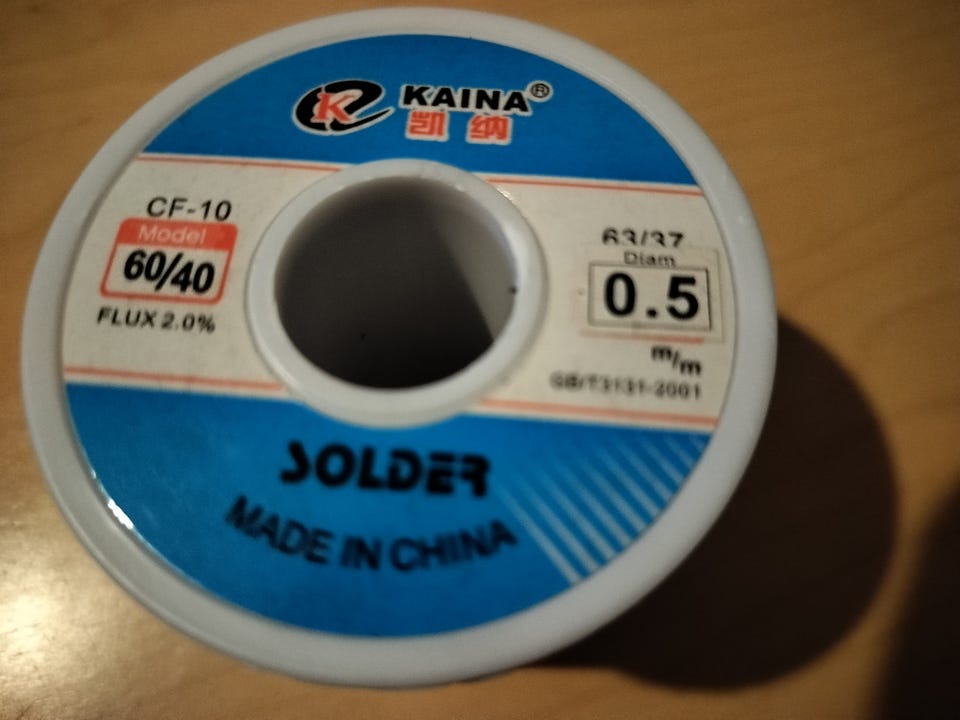 K
KAINA®
凯纳
CF-10
Model
60/40
FLUX 2.0%
63/37
Diam
0.5
m/m
GB/T3131-2001
SOLDER
MADE IN CHINA